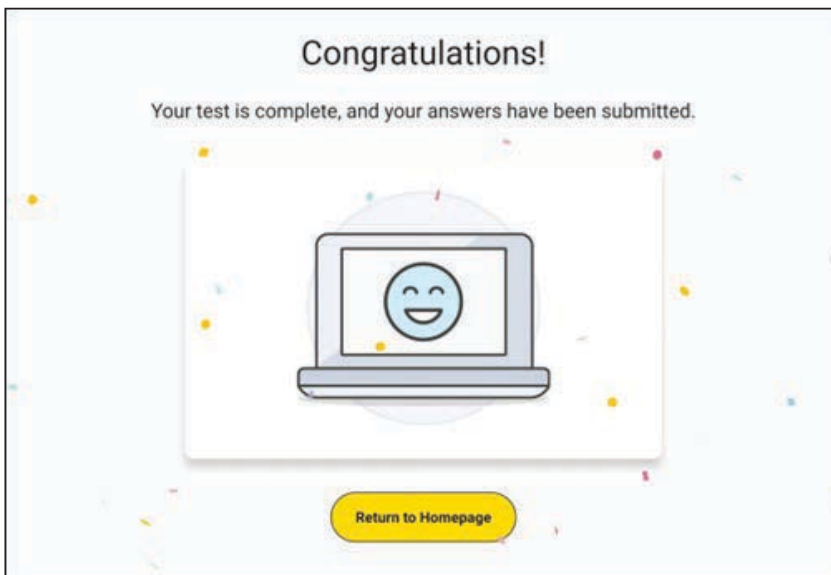 Congratulations!
Your test is complete, and your answers have been submitted.
Return to Homepage